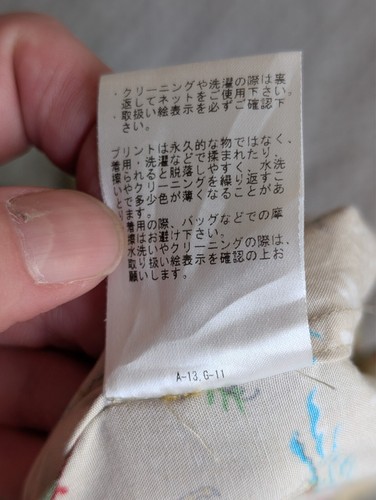 ・クリーニングや洗濯の際は裏
返してネットをご使用下さい。
・取扱い絵表示を必ずご確認下
さい。
プリントは永久的な物ではなく、
着用・洗濯などで揉まれたり、
擦られると脱落しやすく、水洗
いやクリーニングを繰り返すこ
とで多少色が薄くなることがあ
ります。
着用の際、バッグなどでの摩
擦はお避け下さい。
水洗いやクリーニングの際は、
取り扱い絵表示を確認の上お
願いします。
A-13.G-11